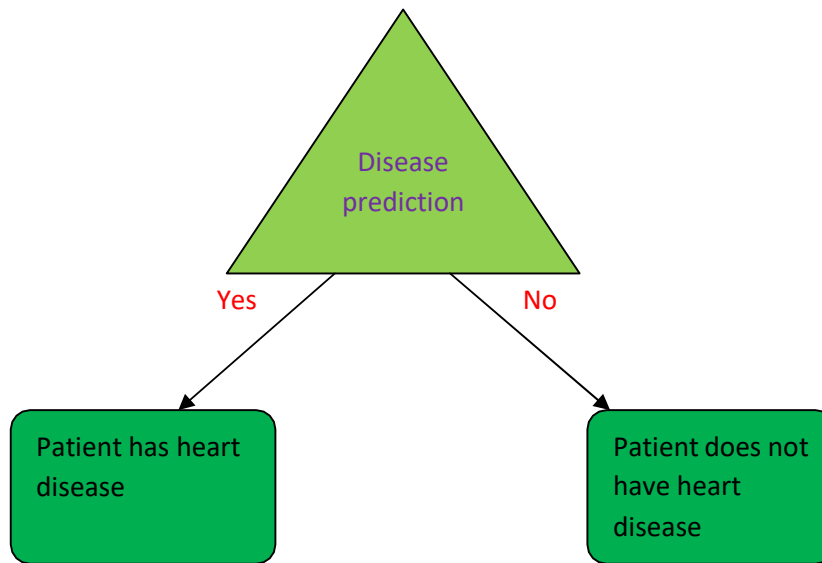 Disease
prediction
Yes
No
Patient has heart
disease
Patient does not
have heart
disease